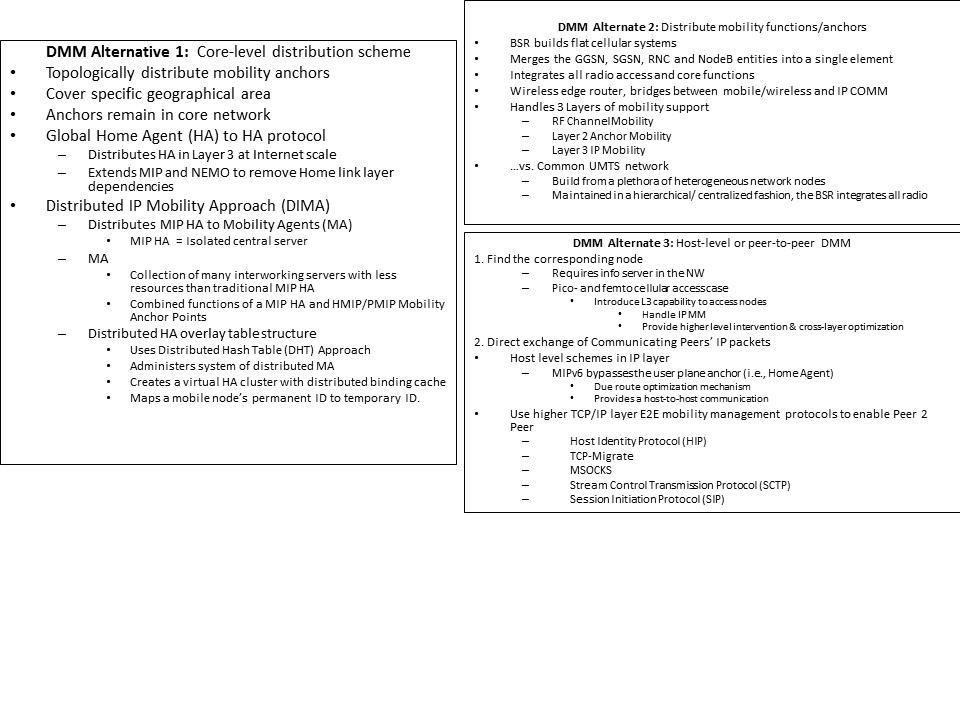 DMM Alternative 1: Core-level distribution scheme
• Topologically distribute mobility anchors
• Cover specific geographical area
• Anchors remain in core network
• Global Home Agent (HA) to HA protocol
– Distributes HA in Layer 3 at Internet scale
– Extends MIP and NEMO to remove Home link layer
dependencies
• Distributed IP Mobility Approach (DIMA)
– Distributes MIP HA to Mobility Agents (MA)
• MIP HA = Isolated central server
– MA
• Collection of many interworking servers with less
resources than traditional MIP HA
• Combined functions of a MIP HA and HMIP/PMIP Mobility
Anchor Points
– Distributed HA overlay table structure
• Uses Distributed Hash Table (DHT) Approach
• Administers system of distributed MA
• Creates a virtual HA cluster with distributed binding cache
• Maps a mobile node's permanent ID to temporary ID.
DMM Alternate 2: Distribute mobility functions/anchors
• BSR builds flat cellular systems
• Merges the GGSN, SGSN, RNC and NodeB entities into a single element
• Integrates all radio access and core functions
• Wireless edge router, bridges between mobile/wireless and IP COMM
• Handles 3 Layers of mobility support
– RF Channel Mobility
– Layer 2 Anchor Mobility
– Layer 3 IP Mobility
• …vs. Common UMTS network
– Build from a plethora of heterogeneous network nodes
– Maintained in a hierarchical/ centralized fashion, the BSR integrates all radio
DMM Alternate 3: Host-level or peer-to-peer DMM
1. Find the corresponding node
– Requires info server in the NW
– Pico- and femto cellular access case
• Introduce L3 capability to access nodes
• Handle IP MM
• Provide higher level intervention & cross-layer optimization
2. Direct exchange of Communicating Peers' IP packets
• Host level schemes in IP layer
– MIPv6 bypasses the user plane anchor (i.e., Home Agent)
• Due route optimization mechanism
• Provides a host-to-host communication
• Use higher TCP/IP layer E2E mobility management protocols to enable Peer 2
Peer
– Host Identity Protocol (HIP)
– TCP-Migrate
– MSOCKS
– Stream Control Transmission Protocol (SCTP)
– Session Initiation Protocol (SIP)